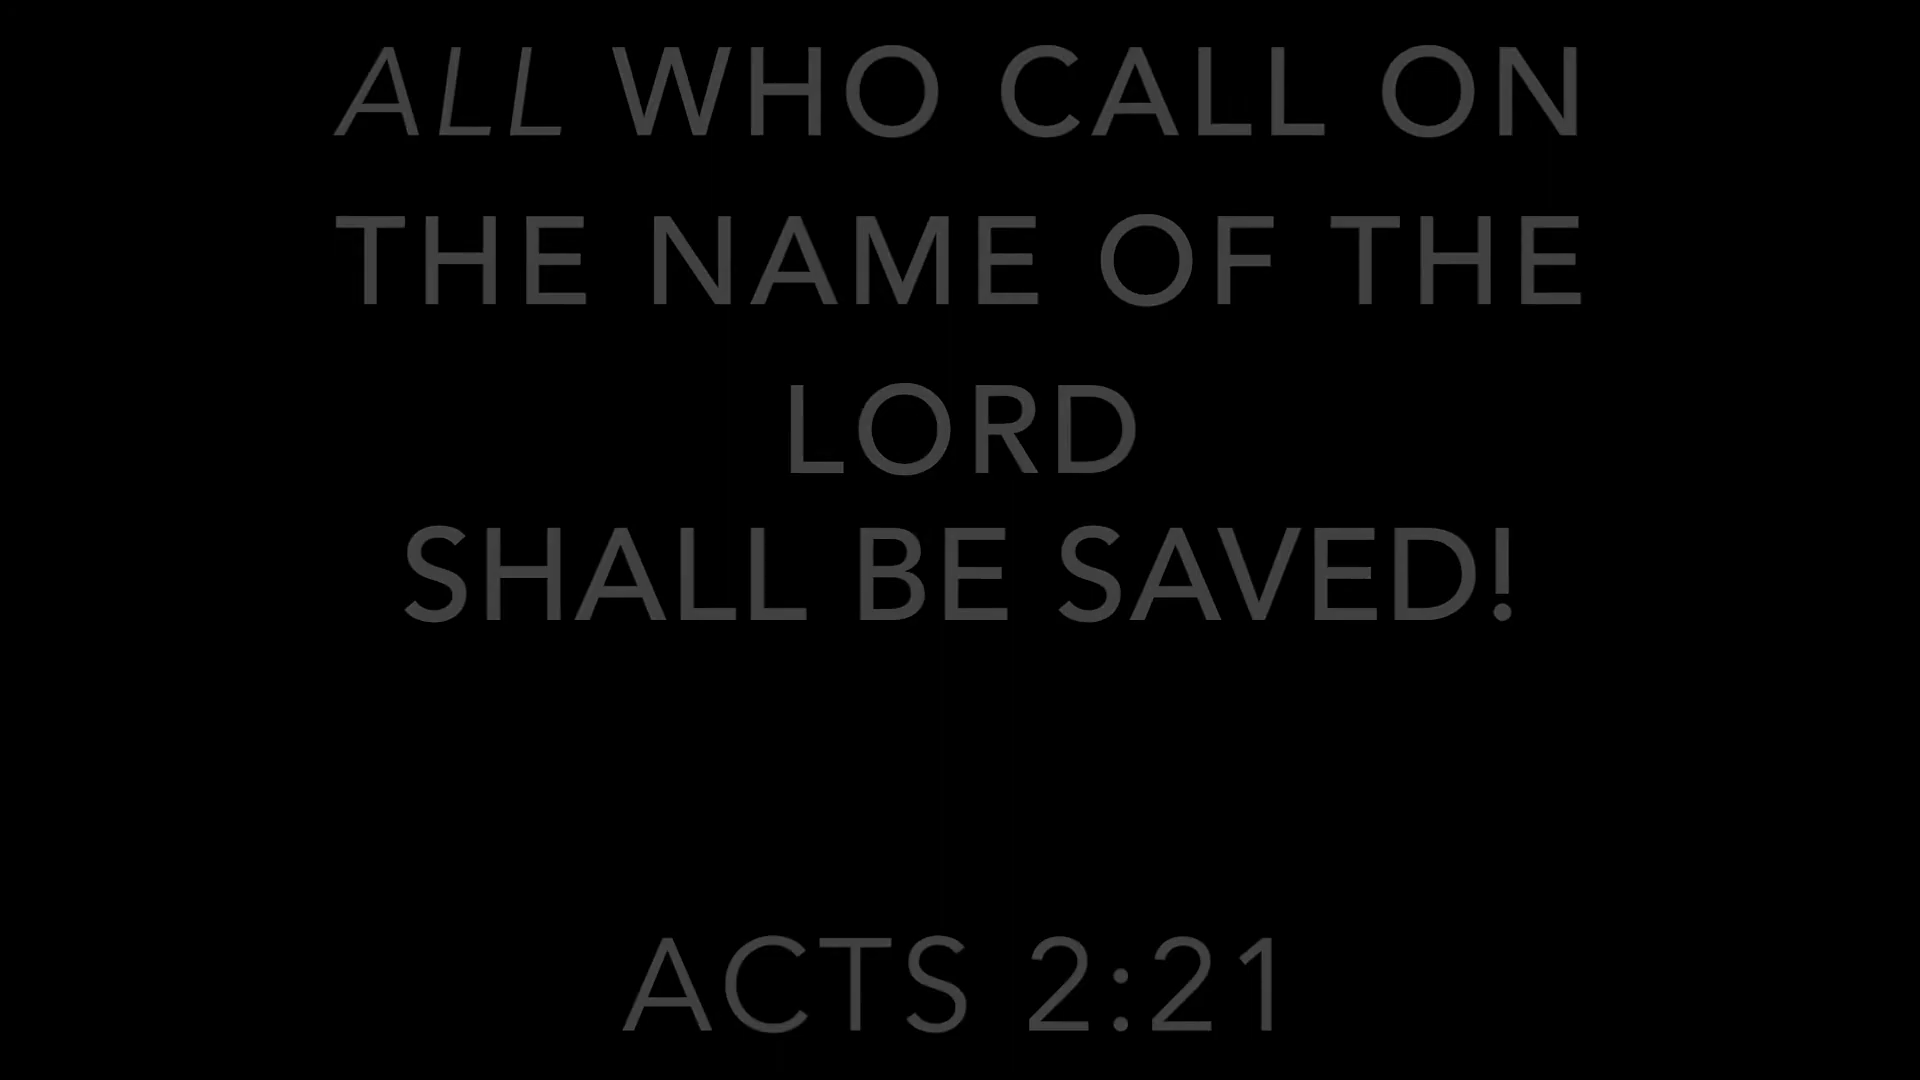 ALL WHO CALL ON
THE NAME OF THE
LORD
SHALL BE SAVED!
ACTS 2:21